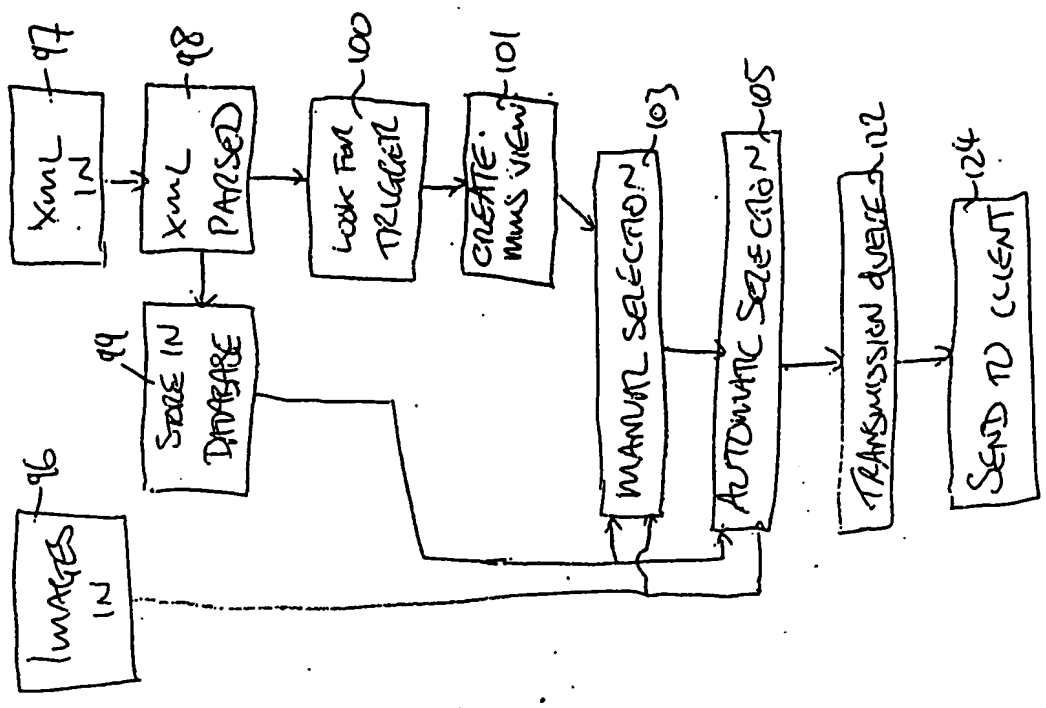 96
IMAGES
IN
97
XML
IN
98
XML
PARSED
99
STORE IN
DATABASE
100
LOOK FOR
TRIGGER
101
CREATE
MMS VIEW
103
MANUAL SELECTION
105
AUTOMATIC SELECTION
122
TRANSMISSION QUEUE
124
SEND TO CLIENT